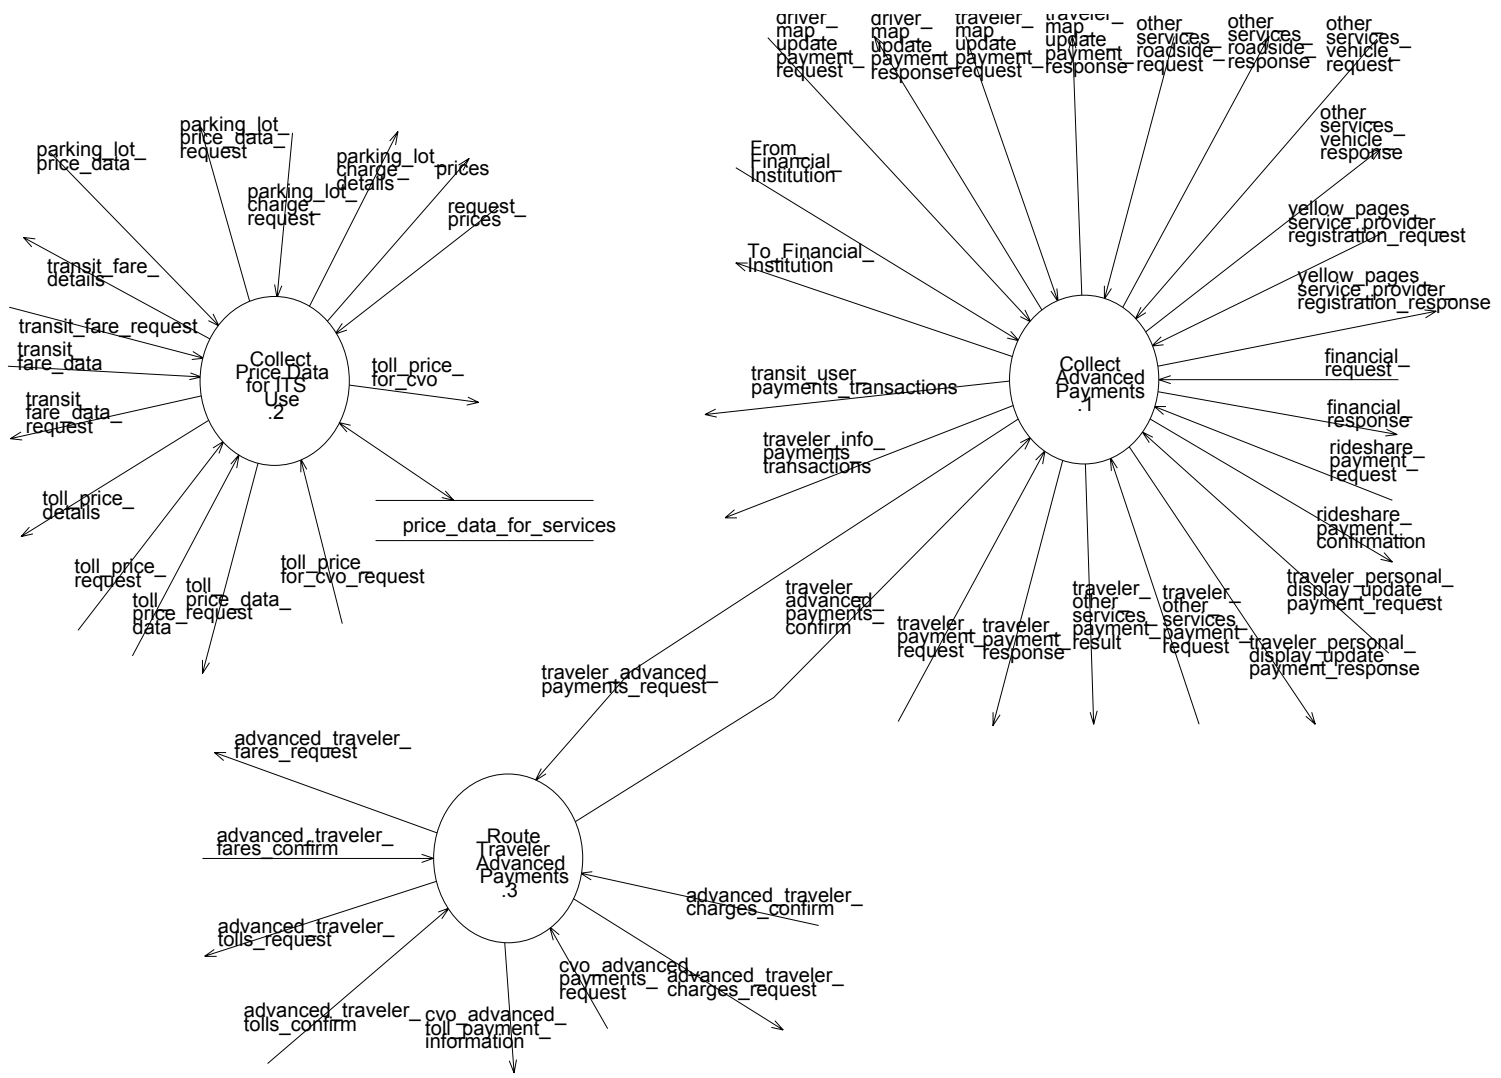 driver_
map_
update_
payment_
request
driver_
map_
update_
payment_
response
traveler_
map_
update_
payment_
request
traveler_
map_
update_
payment_
response
other_
services_
roadside_
request
other_
services_
roadside_
response
other_
services_
vehicle_
request_
other_
services_
vehicle_
response
parking_lot_
price_data_
request
parking_lot_
price_data
parking_lot_
charge_
details
prices
parking_lot_
charge_
request
request_
prices
From_
Financial_
Institution
To_Financial_
Institution
yellow_pages_
service_provider_
registration_request
yellow_pages_
service_provider_
registration_response
transit_fare_
details
transit_fare_request
transit_
fare_data
transit_
fare_data_
request
Collect
Price Data
for ITS
Use
.2
toll_price_
for_cvo
transit_user_
payments_transactions
traveler_info_
payments_
transactions
Collect
Advanced
Payments
.1
financial_
request
financial_
response
rideshare_
payment_
request
rideshare_
payment_
confirmation
toll_price_
details
price_data_for_services
toll_price_
request
toll_
price_
data
toll_
price_data_
request
toll_price_
for_cvo_request
traveler_
advanced_
payments_
confirm
traveler_
payment_
request
traveler_
payment_
response
traveler_
other_
services_
payment_
result
traveler_
other_
services_
payment_
request
traveler_personal_
display_update_
payment_request
traveler_personal_
display_update_
payment_response
traveler_advanced_
payments_request
advanced_traveler_
fares_request
advanced_traveler_
fares_confirm
Route
Traveler
Advanced
Payments
.3
advanced_traveler_
charges_confirm
advanced_traveler_
tolls_request
advanced_traveler_
tolls_confirm
cvo_advanced_
toll_payment_
information
cvo_advanced_
payments_
request
advanced_traveler_
charges_request